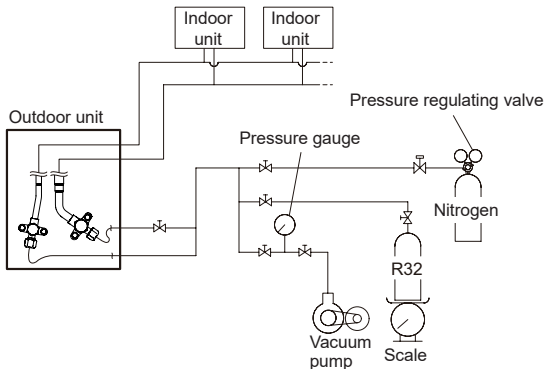 Indoor
unit
Indoor
unit
Outdoor unit
Pressure regulating valve
Pressure gauge
Nitrogen
R32
Vacuum
pump
Scale